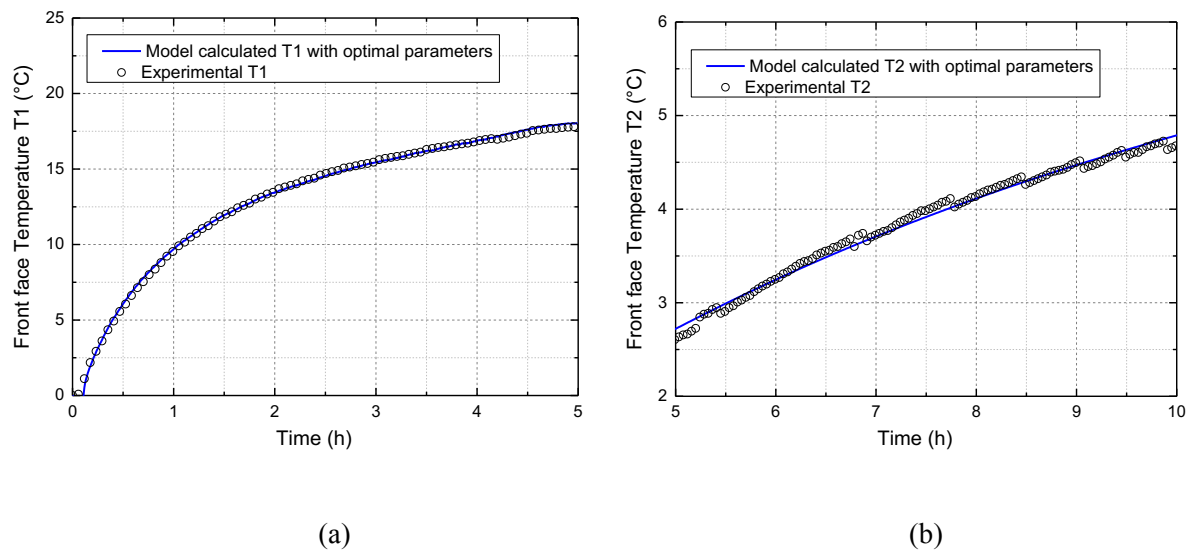 25
20
15
10
5
0
0
1
2
3
4
5
Front face Temperature T1 (°C)
Time (h)
Model calculated T1 with optimal parameters
Experimental T1
(a)
6
5
4
3
2
5
6
7
8
9
10
Front face Temperature T2 (°C)
Time (h)
Model calculated T2 with optimal parameters
Experimental T2
(b)